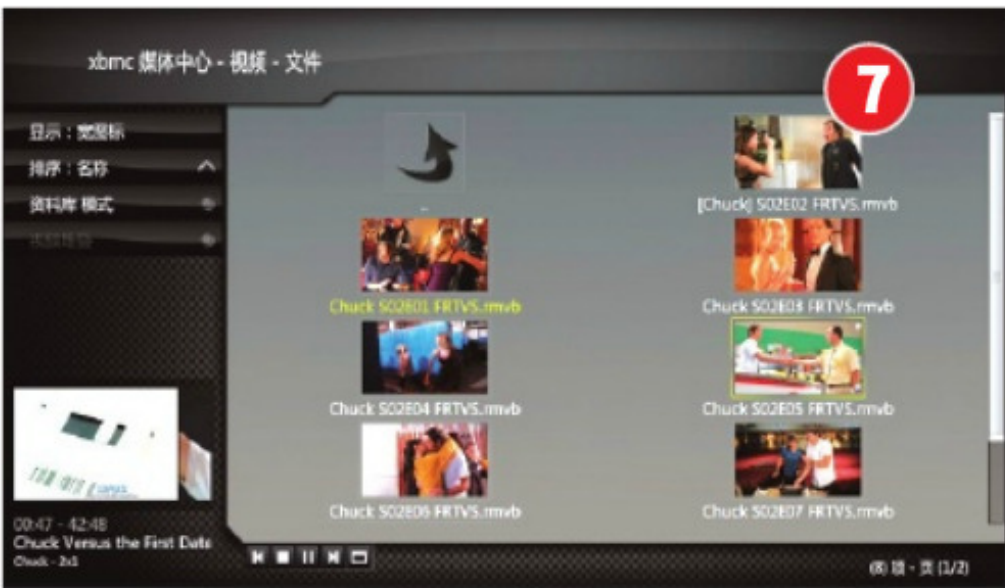 xbmc 媒体中心 - 视频 - 文件
7
显示：宽图标
排序：名称
资料库 模式
..
[Chuck] S02E02 FRTVS.rmvb
Chuck S02E01 FRTVS.rmvb
Chuck S02E03 FRTVS.rmvb
Chuck S02E04 FRTVS.rmvb
Chuck S02E05 FRTVS.rmvb
Chuck S02E06 FRTVS.rmvb
Chuck S02E07 FRTVS.rmvb
00:47 - 42:48
Chuck Versus the First Date
Chuck - 2x1
(8) 项 - 页 (1/2)